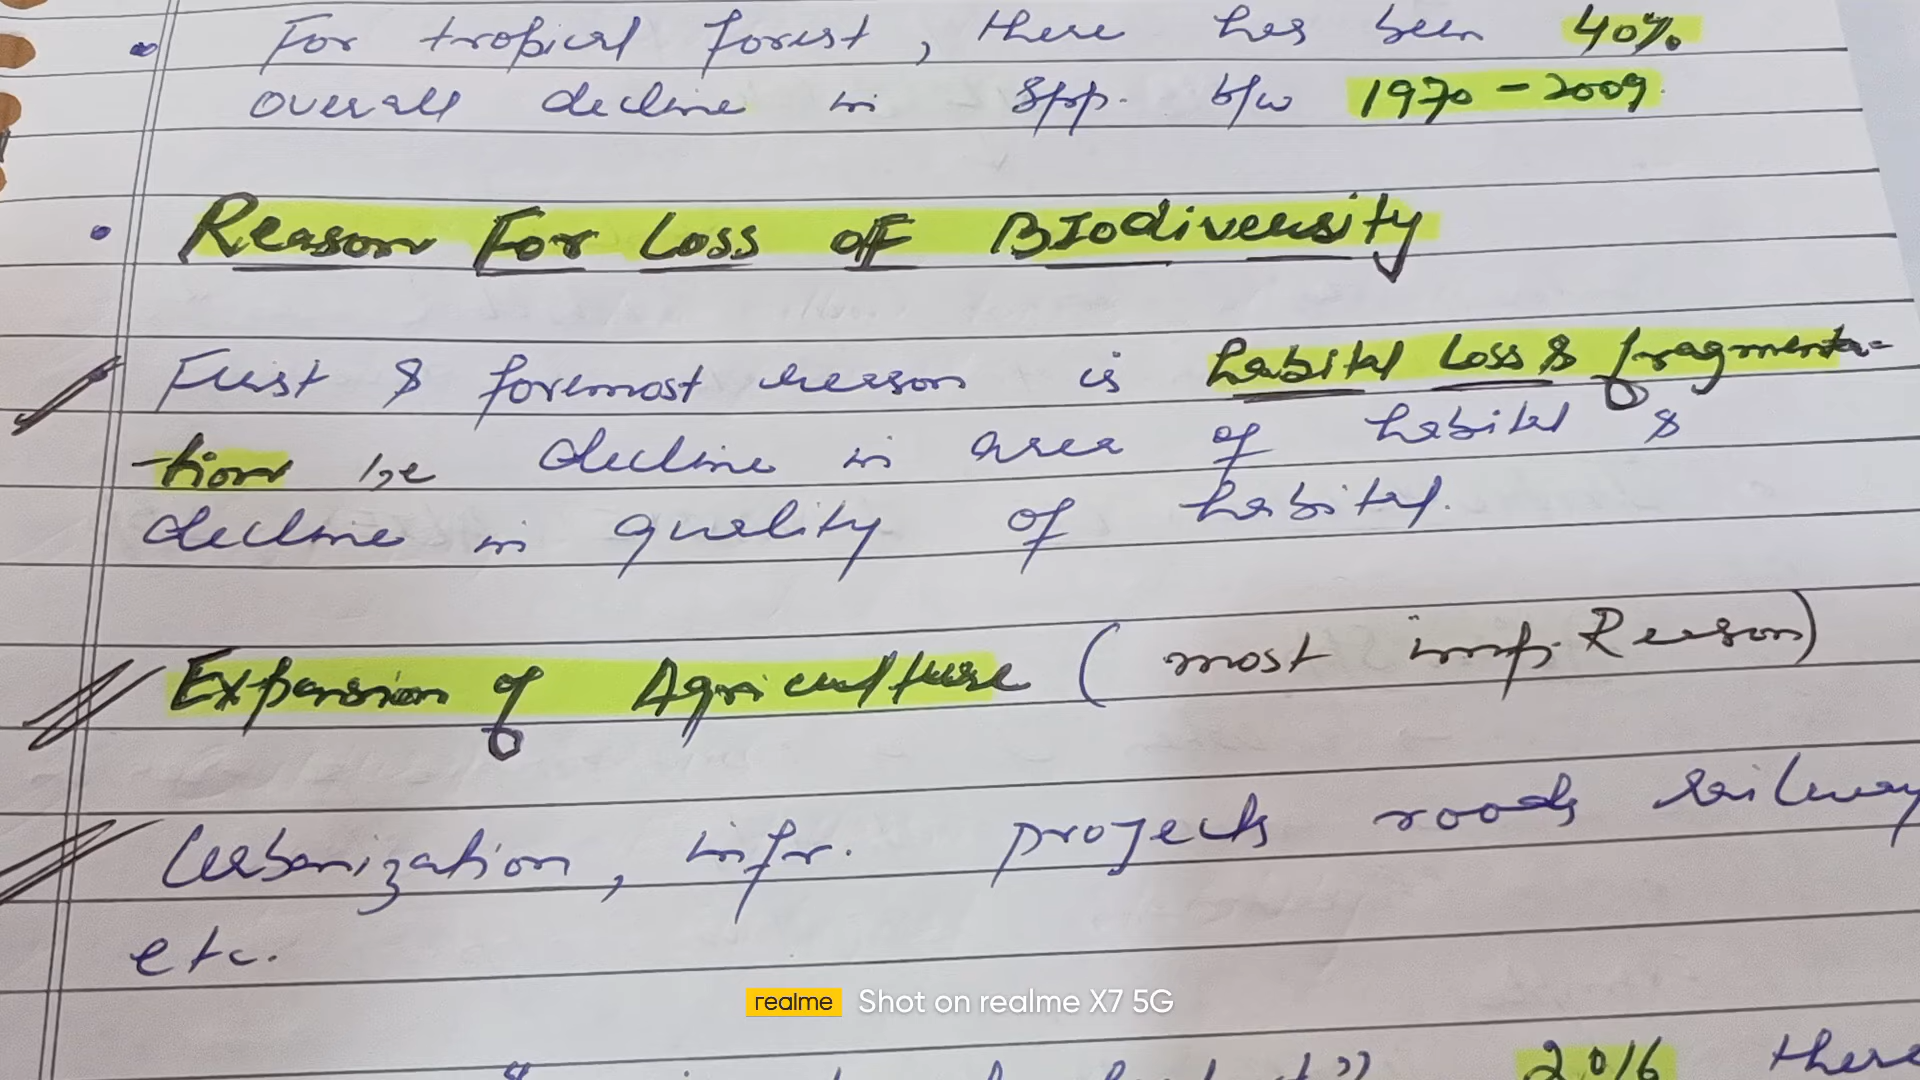 For tropical forest, there has been 40%
overall decline in Spp. b/w 1970-2009.
Reason For Loss of BIodiversity
First & foremost reason is habitat Loss & fragmenta-
-tion i.e decline in area of habitat &
decline in quality of habitat.
Expansion of Agriculture (most imp. Reason)
Urbanization, infr. projects roads railway
etc.
realme Shot on realme X7 5G
2016 there